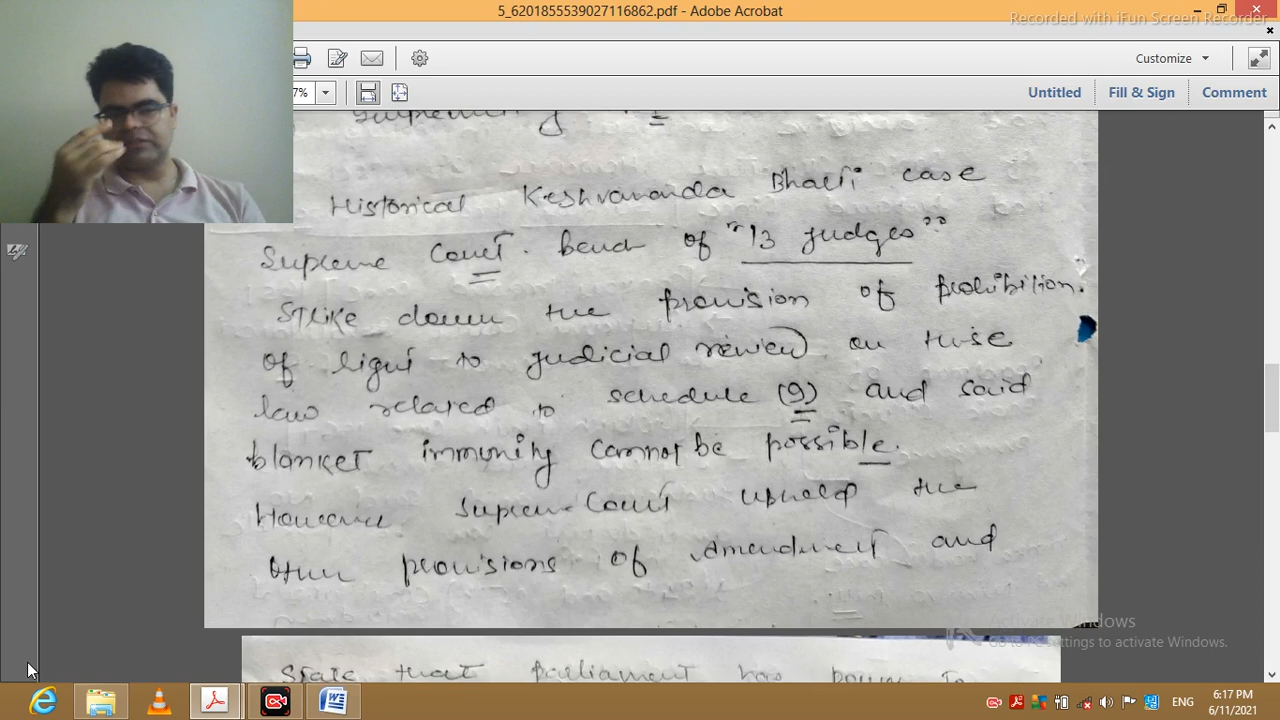 5_6201855539027116862.pdf - Adobe Acrobat
Recorded with iFun Screen Recorder
Customize
7%
Untitled
Fill & Sign
Comment
Historical Keshvananda Bharti case
Supreme Court. bench of "13 judges"
Strike down the provision of prohibition.
of light to judicial review on those
law related to schedule (9) and said
blanket immunity cannot be possible.
However Supreme Court upheld the
other provisions of Amendment and
Activate Windows
Go to PC settings to activate Windows.
State that parliament has power to
ENG
6:17 PM
6/11/2021